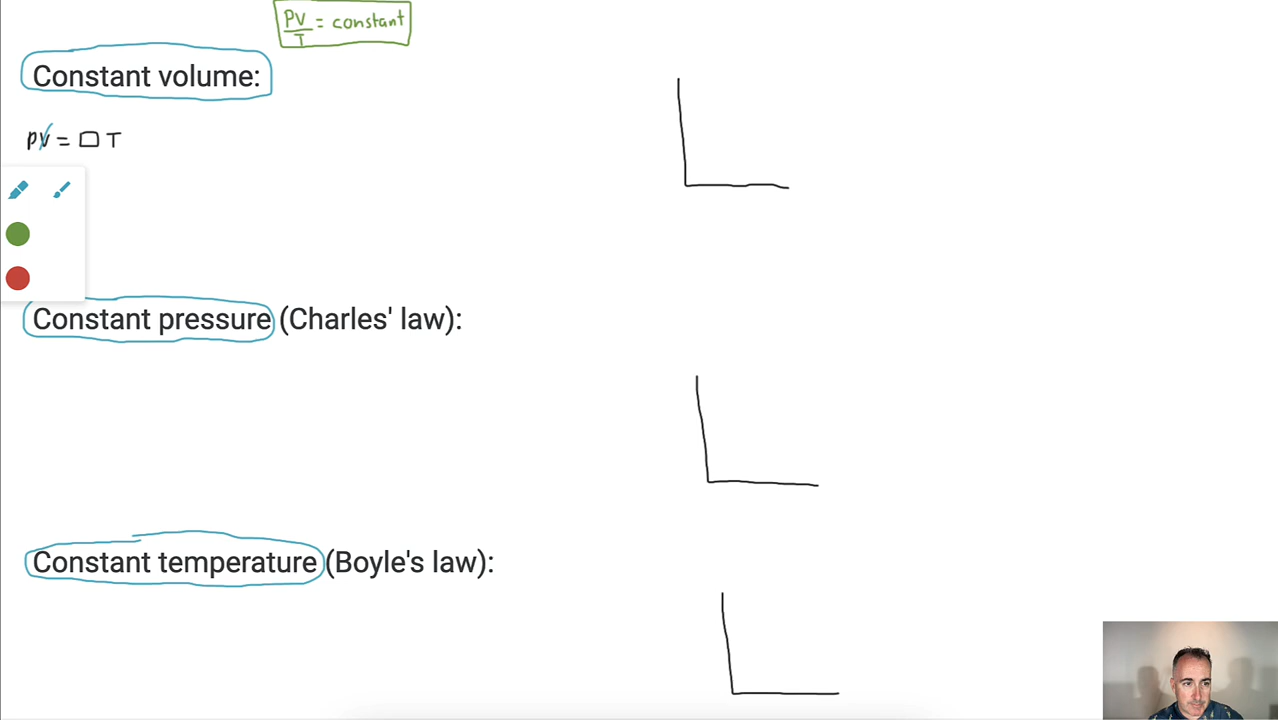 PV
T = constant
Constant volume:
PV = □ T
Constant pressure (Charles' law):
Constant temperature (Boyle's law):